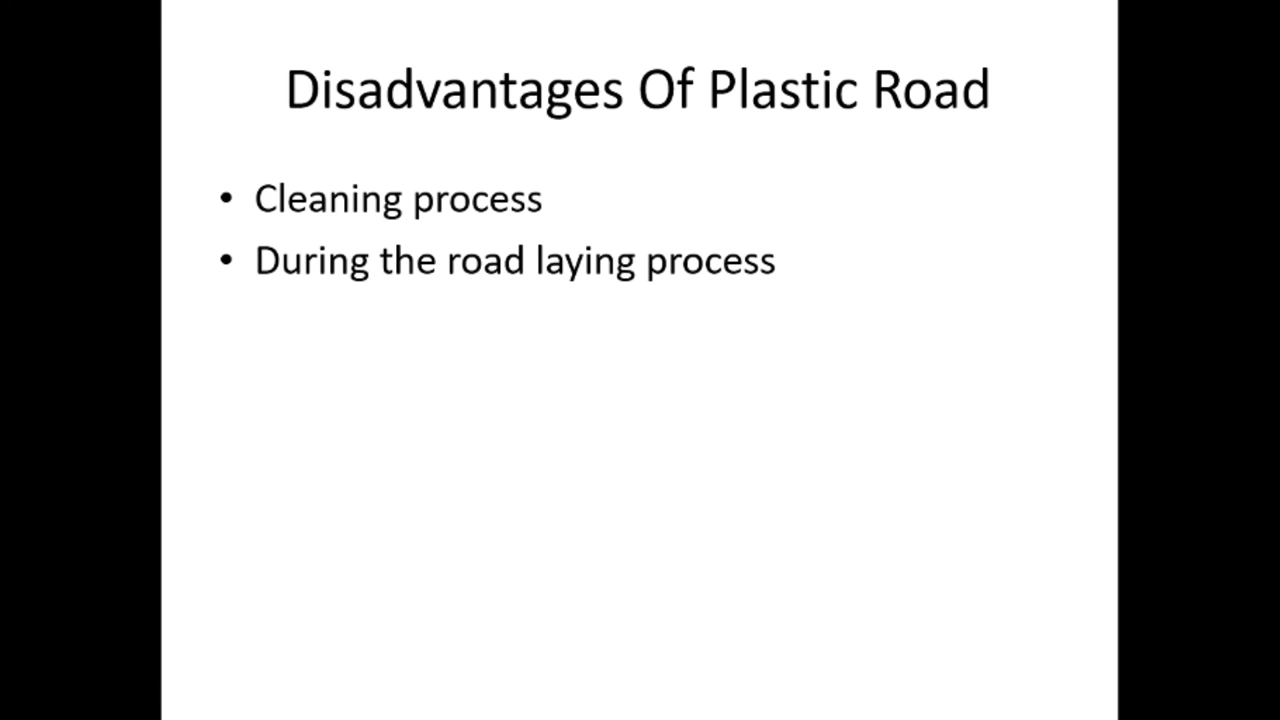 Disadvantages Of Plastic Road
• Cleaning process
• During the road laying process